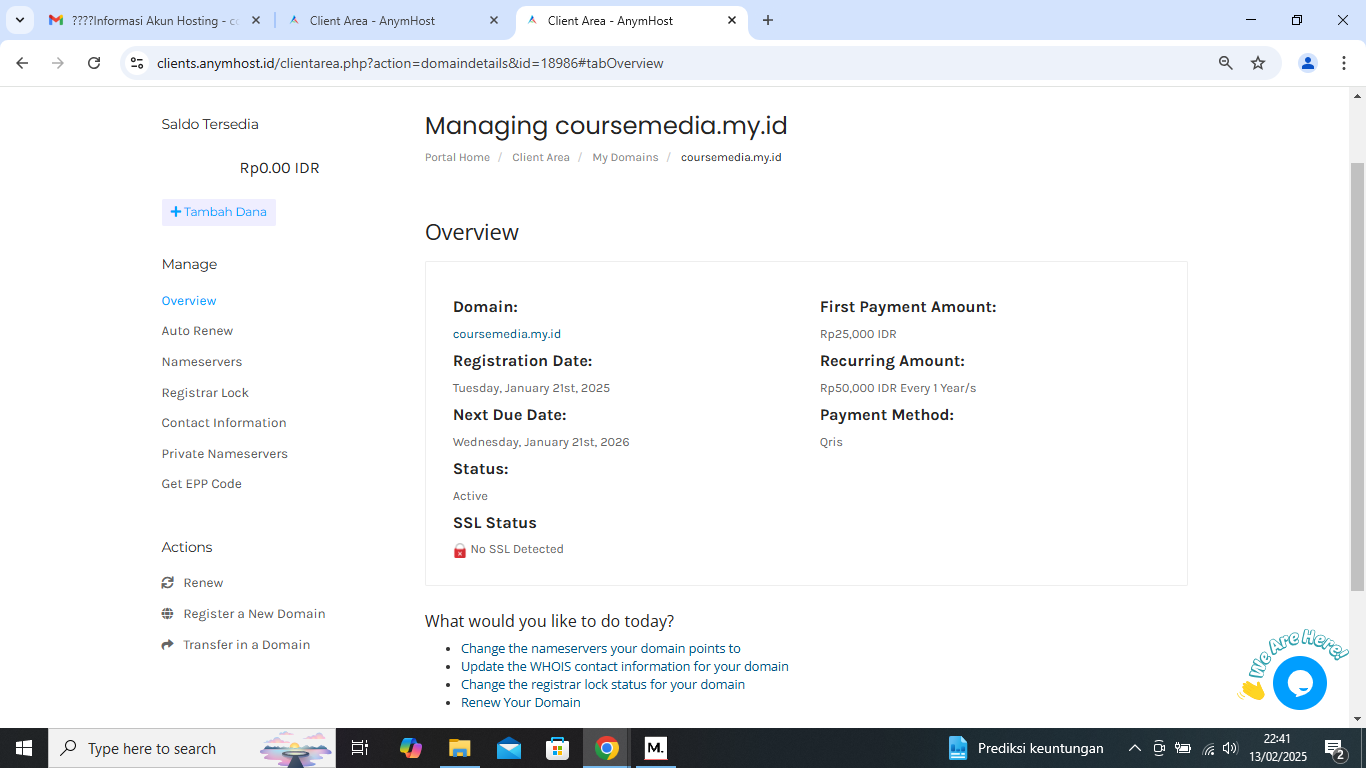 ????Informasi Akun Hosting - c
Client Area - AnymHost
Client Area - AnymHost
clients.anymhost.id/clientarea.php?action=domaindetails&id=18986#tabOverview
Saldo Tersedia
Rp0.00 IDR
Tambah Dana
Manage
Overview
Auto Renew
Nameservers
Registrar Lock
Contact Information
Private Nameservers
Get EPP Code
Actions
Renew
Register a New Domain
Transfer in a Domain
Managing coursemedia.my.id
Portal Home / Client Area / My Domains / coursemedia.my.id
Overview
Domain:
coursemedia.my.id
Registration Date:
Tuesday, January 21st, 2025
Next Due Date:
Wednesday, January 21st, 2026
Status:
Active
SSL Status
No SSL Detected
First Payment Amount:
Rp25,000 IDR
Recurring Amount:
Rp50,000 IDR Every 1 Year/s
Payment Method:
Qris
What would you like to do today?
Change the nameservers your domain points to
Update the WHOIS contact information for your domain
Change the registrar lock status for your domain
Renew Your Domain
We Are Here!
Type here to search
M.
Prediksi keuntungan
22:41
13/02/2025
2